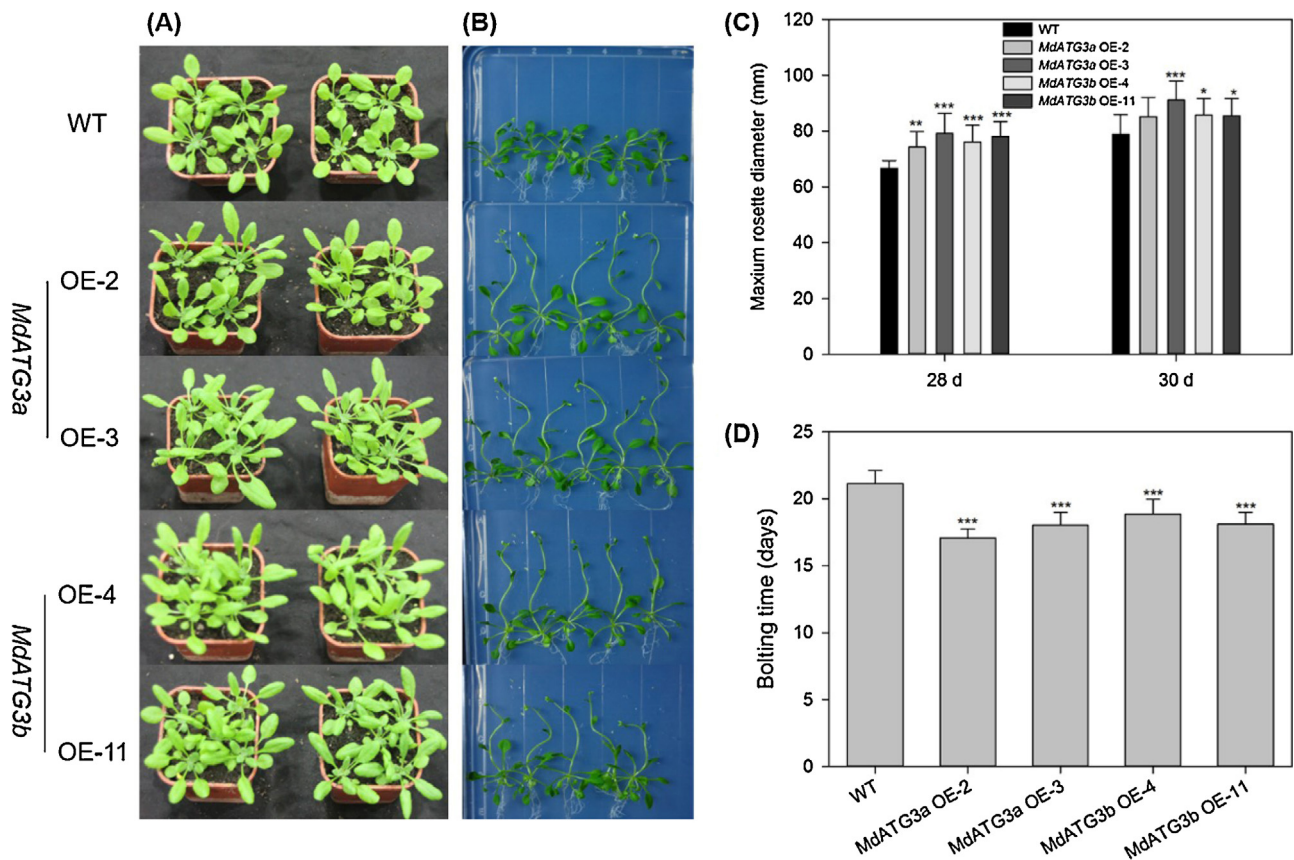 (A)
(B)
WT
MdATG3a
OE-2
OE-3
MdATG3b
OE-4
OE-11
(C)
Maxium rosette diameter (mm)
120
100
80
60
40
20
0
WT
MdATG3a OE-2
MdATG3a OE-3
MdATG3b OE-4
MdATG3b OE-11
** *** *** ***
*** * *
28 d
30 d
(D)
Bolting time (days)
25
20
15
10
5
0
*** *** *** ***
WT
MdATG3a OE-2
MdATG3a OE-3
MdATG3b OE-4
MdATG3b OE-11